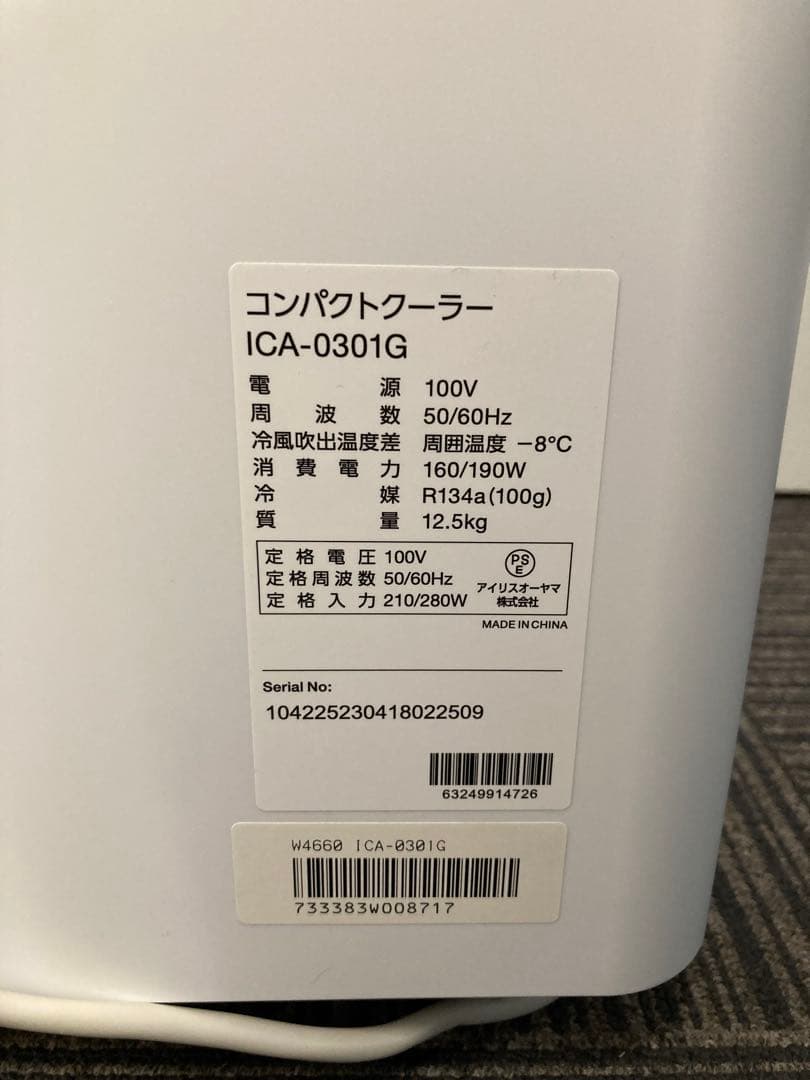 コンパクトクーラー
ICA-0301G
電源 100V
周波数 50/60Hz
冷風吹出温度差 周囲温度 －8℃
消費電力 160/190W
冷媒 R134a(100g)
質量 12.5kg
定格電圧 100V
定格周波数 50/60Hz
定格入力 210/280W
PS
E
アイリスオーヤマ
株式会社
MADE IN CHINA
Serial No:
104225230418022509
63249914726
W4660 ICA-0301G
733383W008717